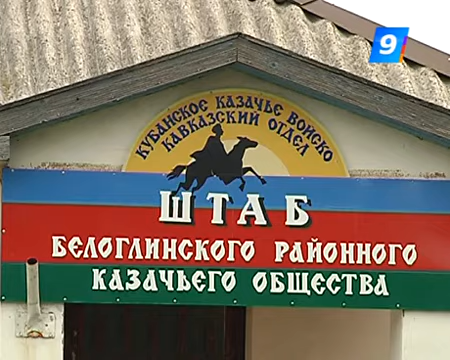 9
КУБАНСКОЕ КАЗАЧЬЕ ВОЙСКО
КАВКАЗСКИЙ ОТДЕЛ
ШТАБ
БЕЛОГЛИНСКОГО РАЙОННОГО
КАЗАЧЬЕГО ОБЩЕСТВА